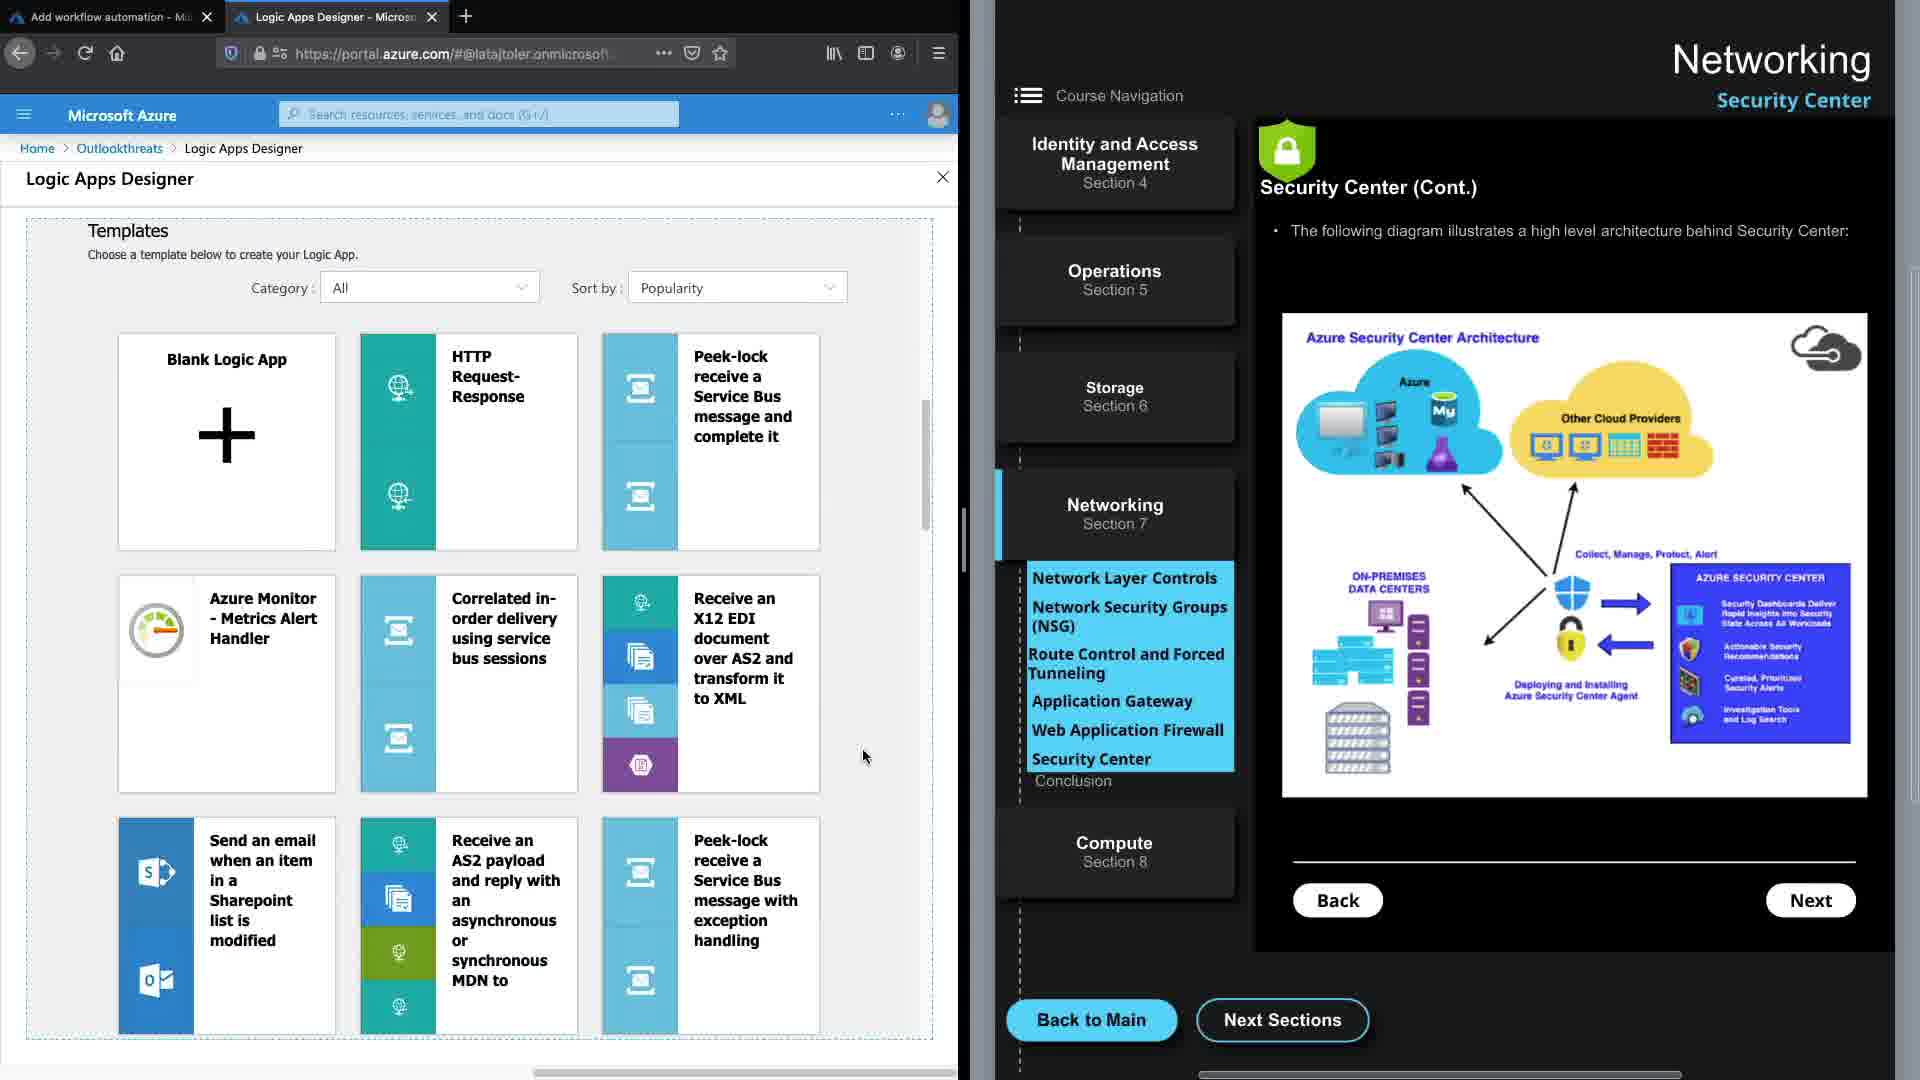 Add workflow automation - Mi
Logic Apps Designer - Microso
https://portal.azure.com/#@latajtoler.onmicrosof
Microsoft Azure
Search resources, services, and docs (G+/)
Home > Outlookthreats > Logic Apps Designer
Logic Apps Designer
Templates
Choose a template below to create your Logic App.
Category : All
Sort by : Popularity
Blank Logic App
HTTP
Request-
Response
Peek-lock
receive a
Service Bus
message and
complete it
Azure Monitor
- Metrics Alert
Handler
Correlated in-
order delivery
using service
bus sessions
Receive an
X12 EDI
document
over AS2 and
transform it
to XML
Send an email
when an item
in a
Sharepoint
list is
modified
Receive an
AS2 payload
and reply with
an
asynchronous
or
synchronous
MDN to
Peek-lock
receive a
Service Bus
message with
exception
handling
Networking
Security Center
Course Navigation
Identity and Access
Management
Section 4
Operations
Section 5
Storage
Section 6
Networking
Section 7
Network Layer Controls
Network Security Groups
(NSG)
Route Control and Forced
Tunneling
Application Gateway
Web Application Firewall
Security Center
Conclusion
Compute
Section 8
Back to Main
Next Sections
Security Center (Cont.)
• The following diagram illustrates a high level architecture behind Security Center:
Azure Security Center Architecture
Azure
My
Other Cloud Providers
Collect, Manage, Protect, Alert
ON-PREMISES
DATA CENTERS
AZURE SECURITY CENTER
Security Dashboards Deliver
Rapid Insights into Security
State Across All Workloads
Actionable Security
Recommendations
Curated, Prioritized
Security Alerts
Investigation Tools
and Log Search
Deploying and Installing
Azure Security Center Agent
Back
Next